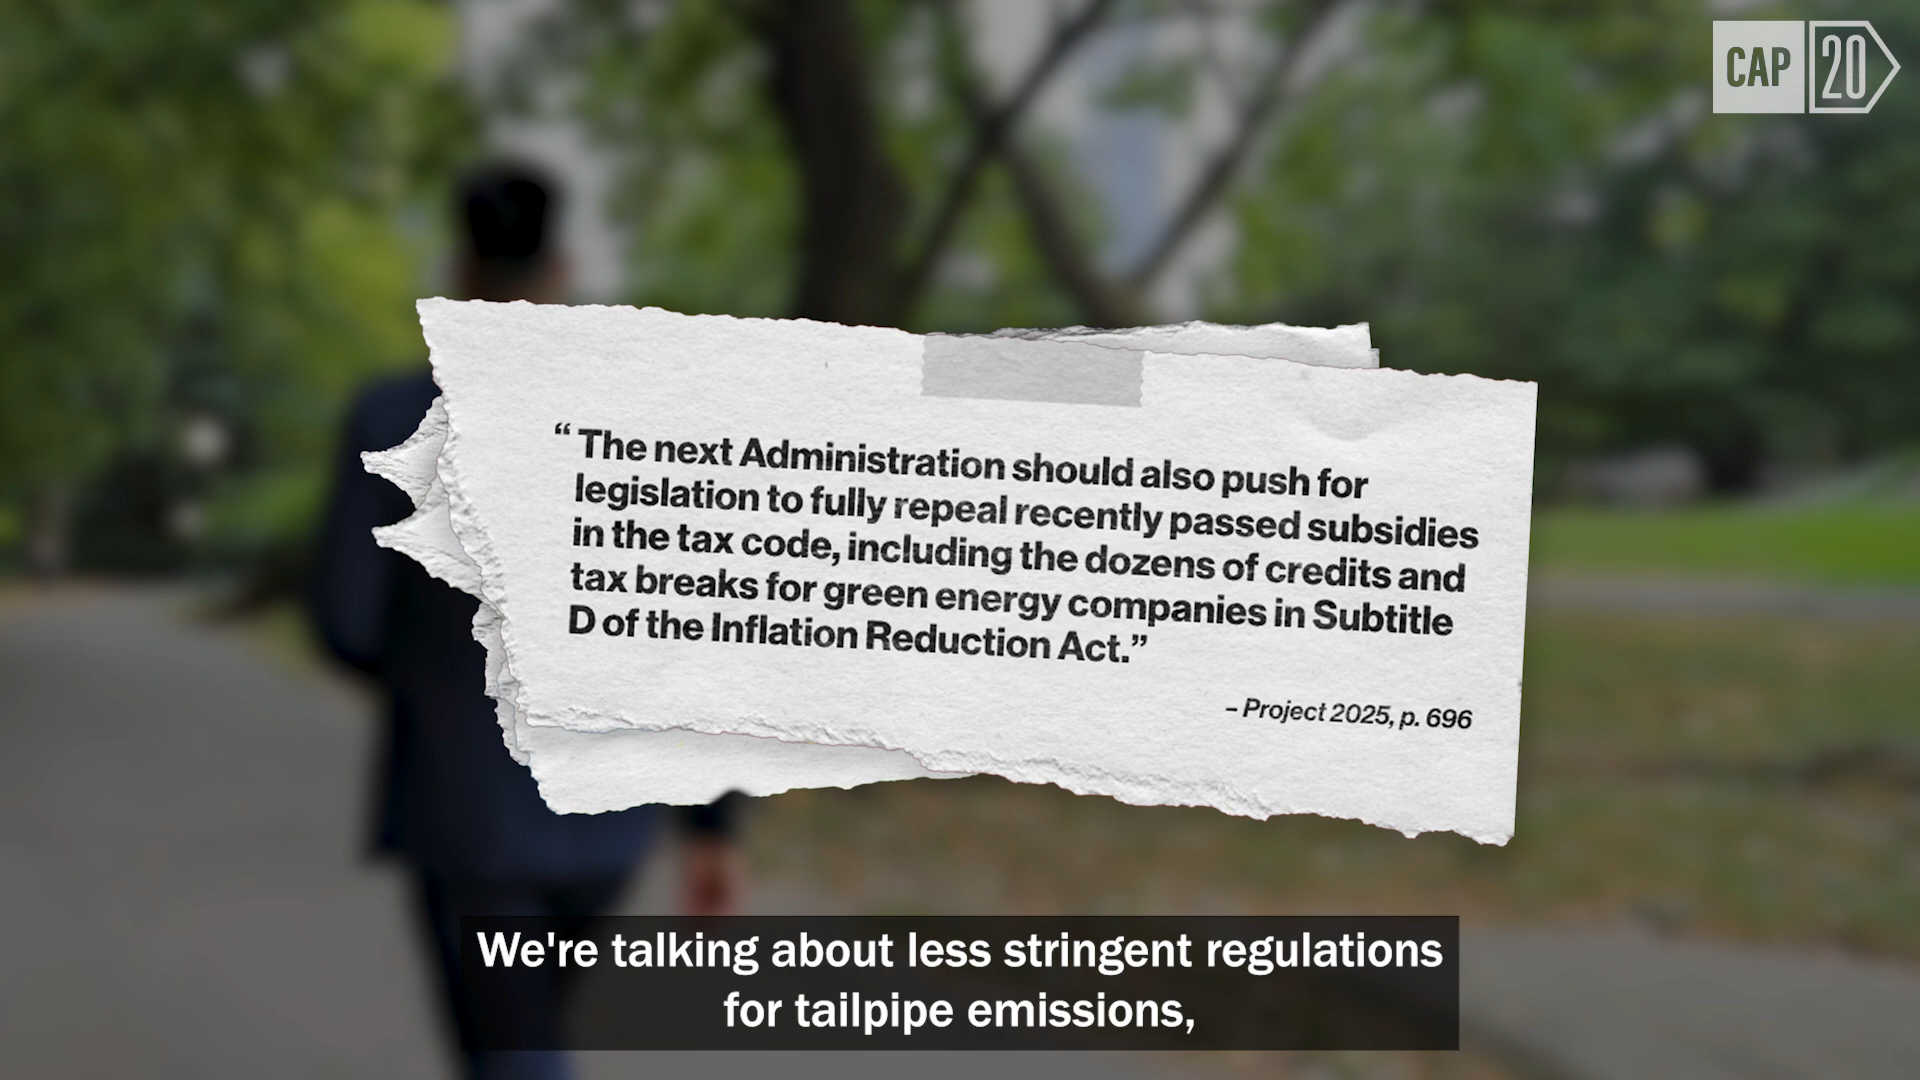 CAP 20
“ The next Administration should also push for
legislation to fully repeal recently passed subsidies
in the tax code, including the dozens of credits and
tax breaks for green energy companies in Subtitle
D of the Inflation Reduction Act.”
– Project 2025, p. 696
We're talking about less stringent regulations
for tailpipe emissions,